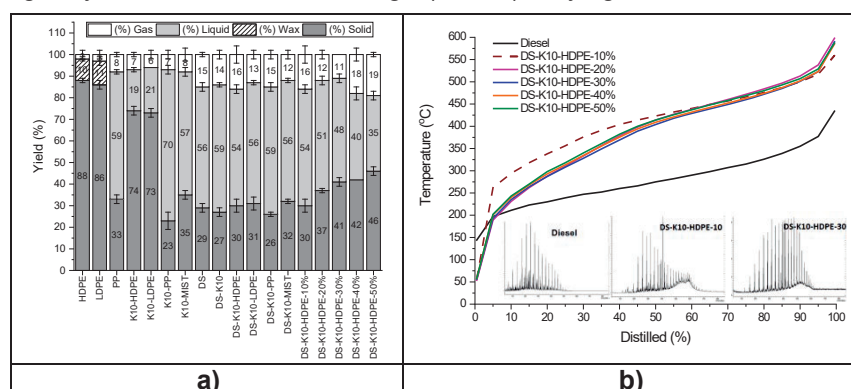 (%) Gas (%) Liquid (%) Wax (%) Solid
Yield (%)
110
100
90
80
70
60
50
40
30
20
10
0
8 7 6 7 8 15 14 16 13 15 12 16 12 11 18 19
59 19 21 70 57 56 59 54 56 59 56 54 51 48 40 35
88 86 33 74 73 23 35 29 27 30 31 26 32 30 37 41 42 46
HDPE
LDPE
PP
K10-HDPE
K10-LDPE
K10-PP
K10-MIST
DS
DS-K10
DS-K10-HDPE
DS-K10-LDPE
DS-K10-PP
DS-K10-MIST
DS-K10-HDPE-10%
DS-K10-HDPE-20%
DS-K10-HDPE-30%
DS-K10-HDPE-40%
DS-K10-HDPE-50%
a)
Temperature (ºC)
600
550
500
450
400
350
300
250
200
150
100
50
0
Diesel
DS-K10-HDPE-10%
DS-K10-HDPE-20%
DS-K10-HDPE-30%
DS-K10-HDPE-40%
DS-K10-HDPE-50%
Diesel
DS-K10-HDPE-10
DS-K10-HDPE-30
0 10 20 30 40 50 60 70 80 90 100
Distilled (%)
b)